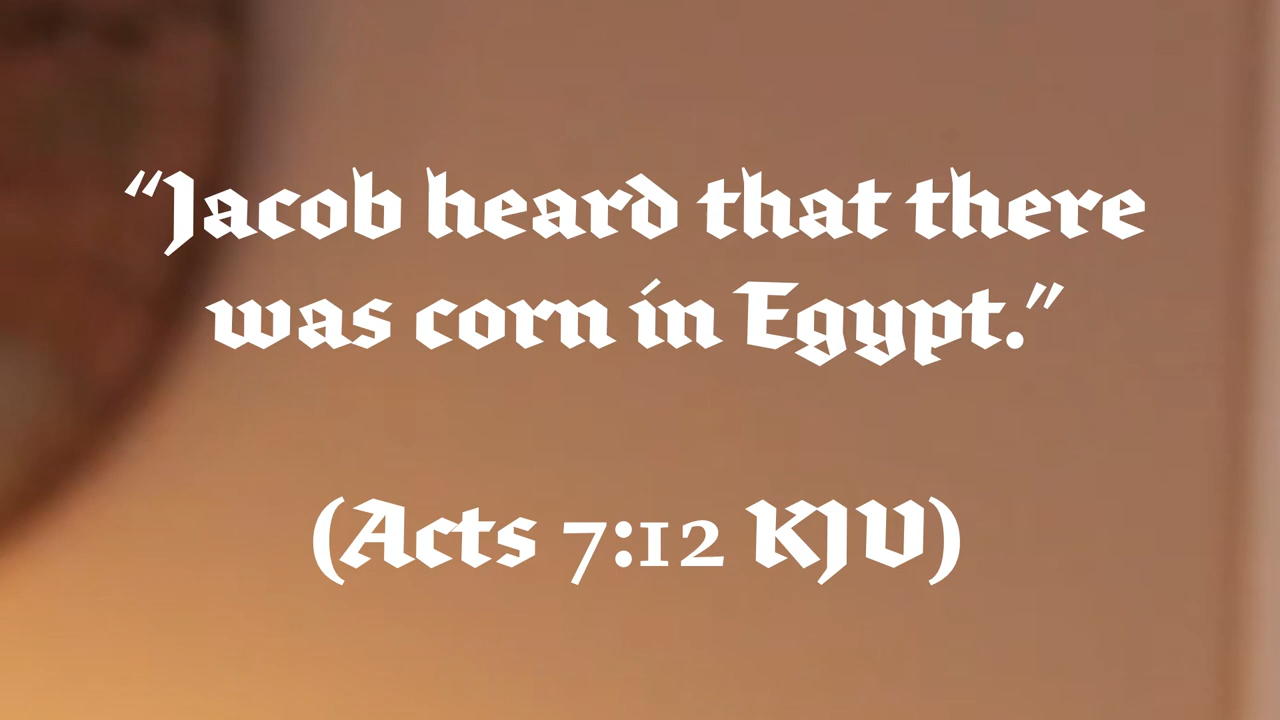 “Jacob heard that there
was corn in Egypt.”
(Acts 7:12 KJV)